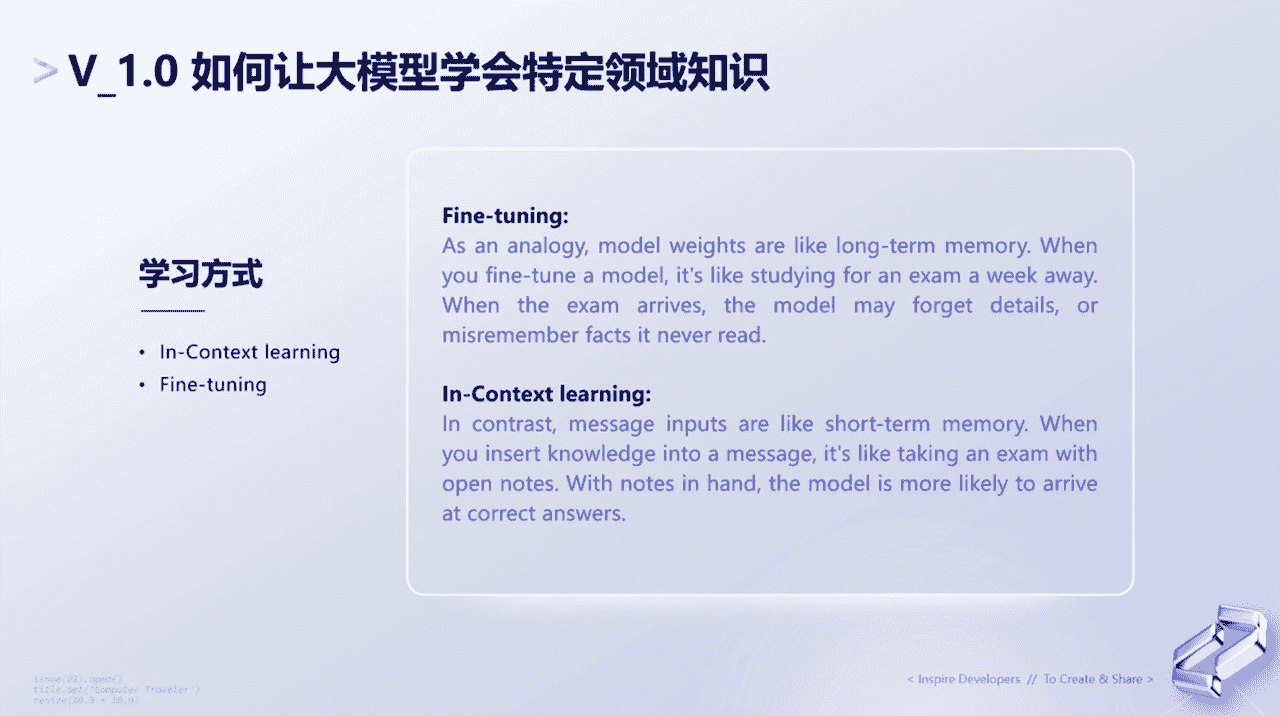 > V_1.0 如何让大模型学会特定领域知识
学习方式
• In-Context learning
• Fine-tuning
Fine-tuning:
As an analogy, model weights are like long-term memory. When
you fine-tune a model, it's like studying for an exam a week away.
When the exam arrives, the model may forget details, or
misremember facts it never read.
In-Context learning:
In contrast, message inputs are like short-term memory. When
you insert knowledge into a message, it's like taking an exam with
open notes. With notes in hand, the model is more likely to arrive
at correct answers.
title.set('Computer Traveler')
< Inspire Developers // To Create & Share >